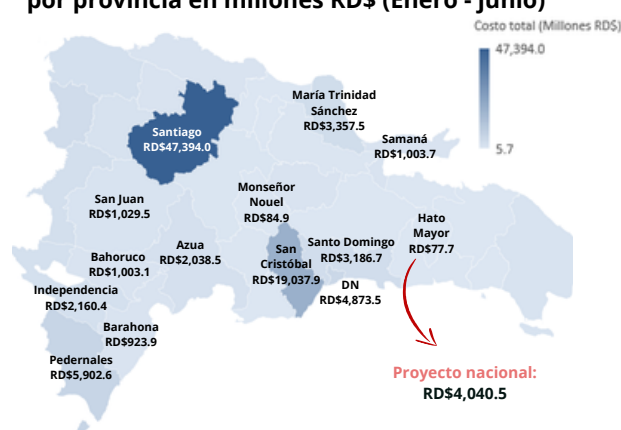 por provincia en millones RD$ (Enero - Junio)
Costo total (Millones RD$)
47,394.0
5.7
María Trinidad
Sánchez
RD$3,357.5
Santiago
RD$47,394.0
Samaná
RD$1,003.7
Monseñor
Nouel
RD$84.9
San Juan
RD$1,029.5
Hato
Mayor
RD$77.7
Azua
RD$2,038.5
San
Cristóbal
RD$19,037.9
Santo Domingo
RD$3,186.7
Bahoruco
RD$1,003.1
DN
RD$4,873.5
Independencia
RD$2,160.4
Barahona
RD$923.9
Pedernales
RD$5,902.6
Proyecto nacional:
RD$4,040.5